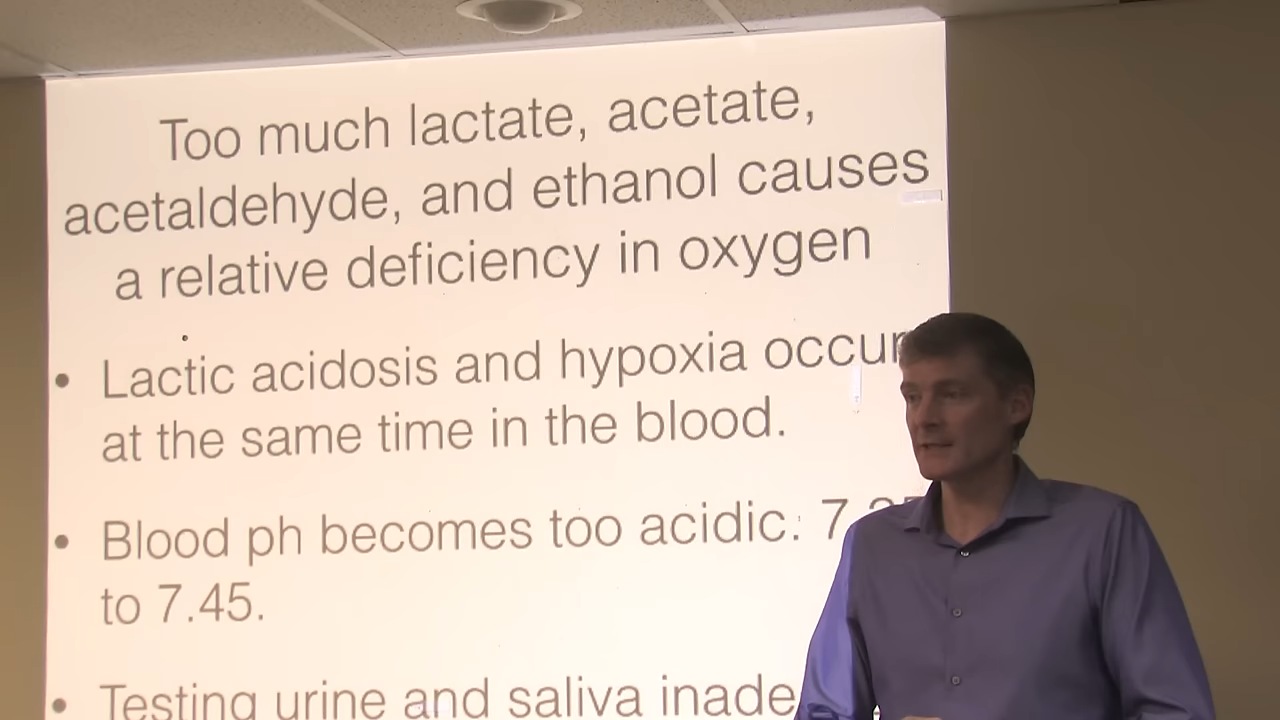 Too much lactate, acetate,
acetaldehyde, and ethanol causes
a relative deficiency in oxygen
• Lactic acidosis and hypoxia occur
at the same time in the blood.
• Blood ph becomes too acidic:
to 7.45.
• Testing urine and saliva